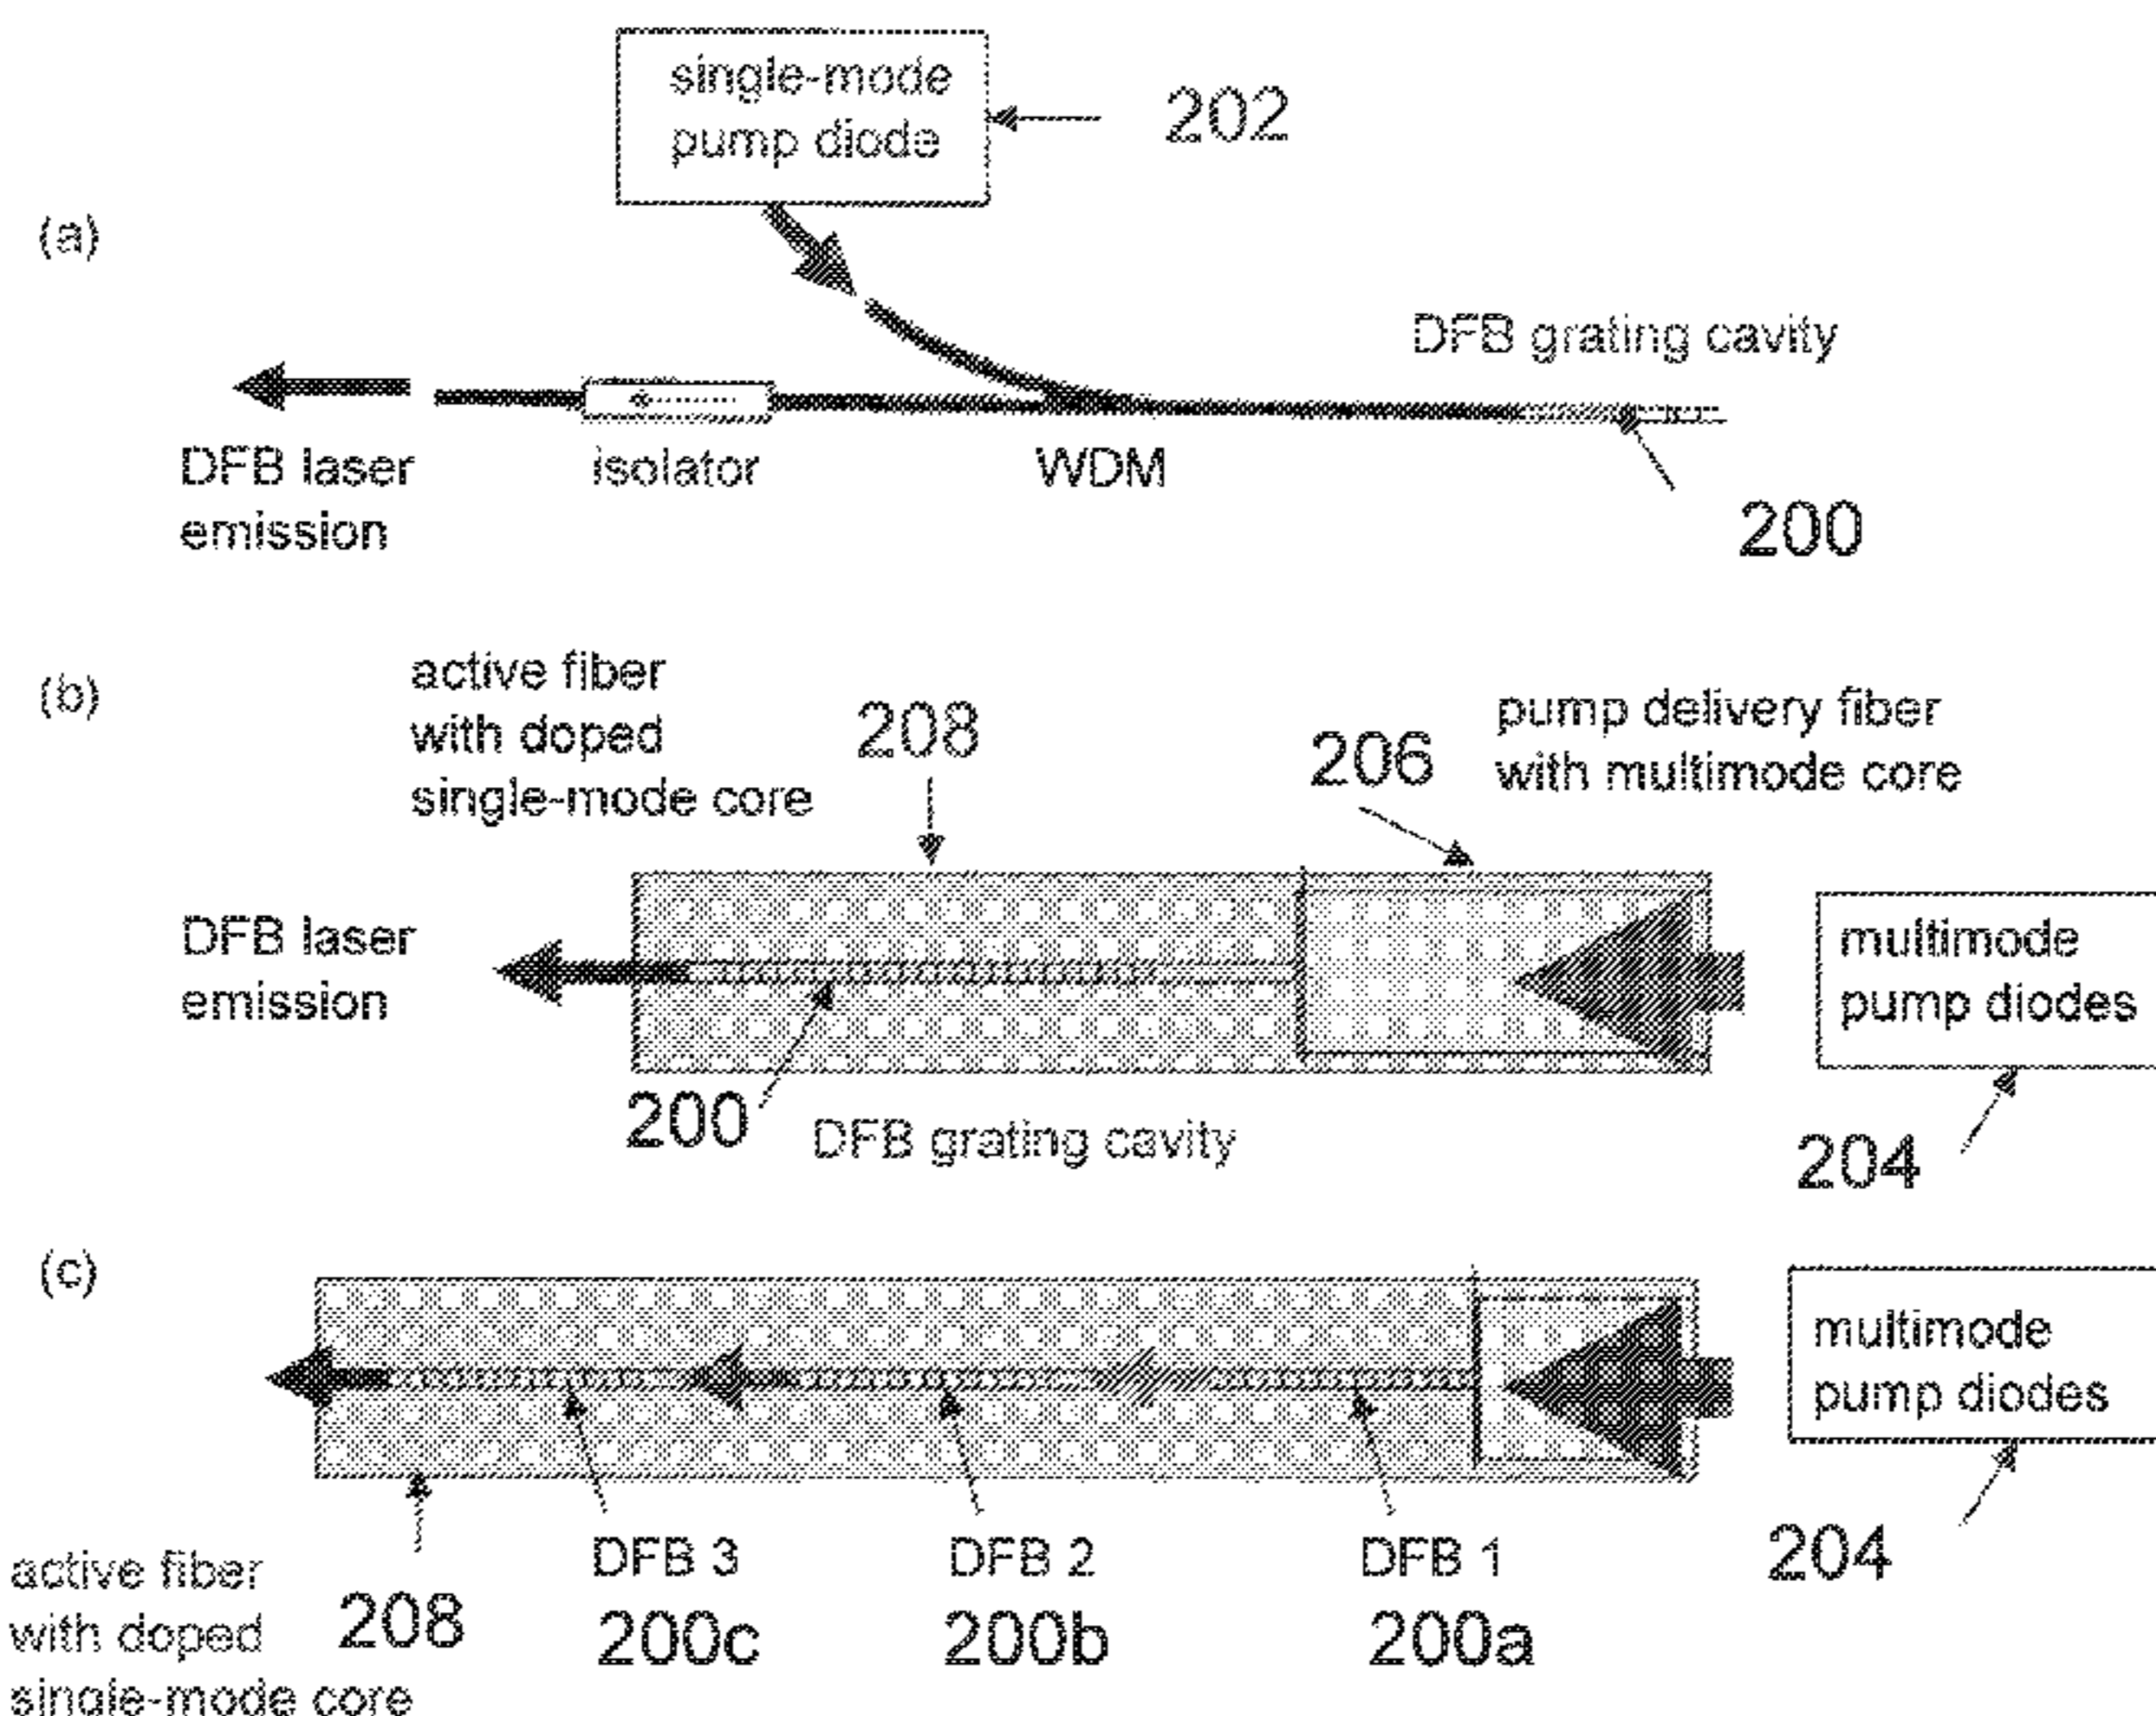 single-mode
pump diode
202
(a)
DFB grating cavity
DFB laser
emission
isolator
WDM
200
(b)
active fiber
with doped
single-mode core
208
206
pump delivery fiber
with multimode core
DFB laser
emission
multimode
pump diodes
200
DFB grating cavity
204
(c)
multimode
pump diodes
DFB 3
DFB 2
DFB 1
204
active fiber
with doped
single-mode core
208
200c
200b
200a